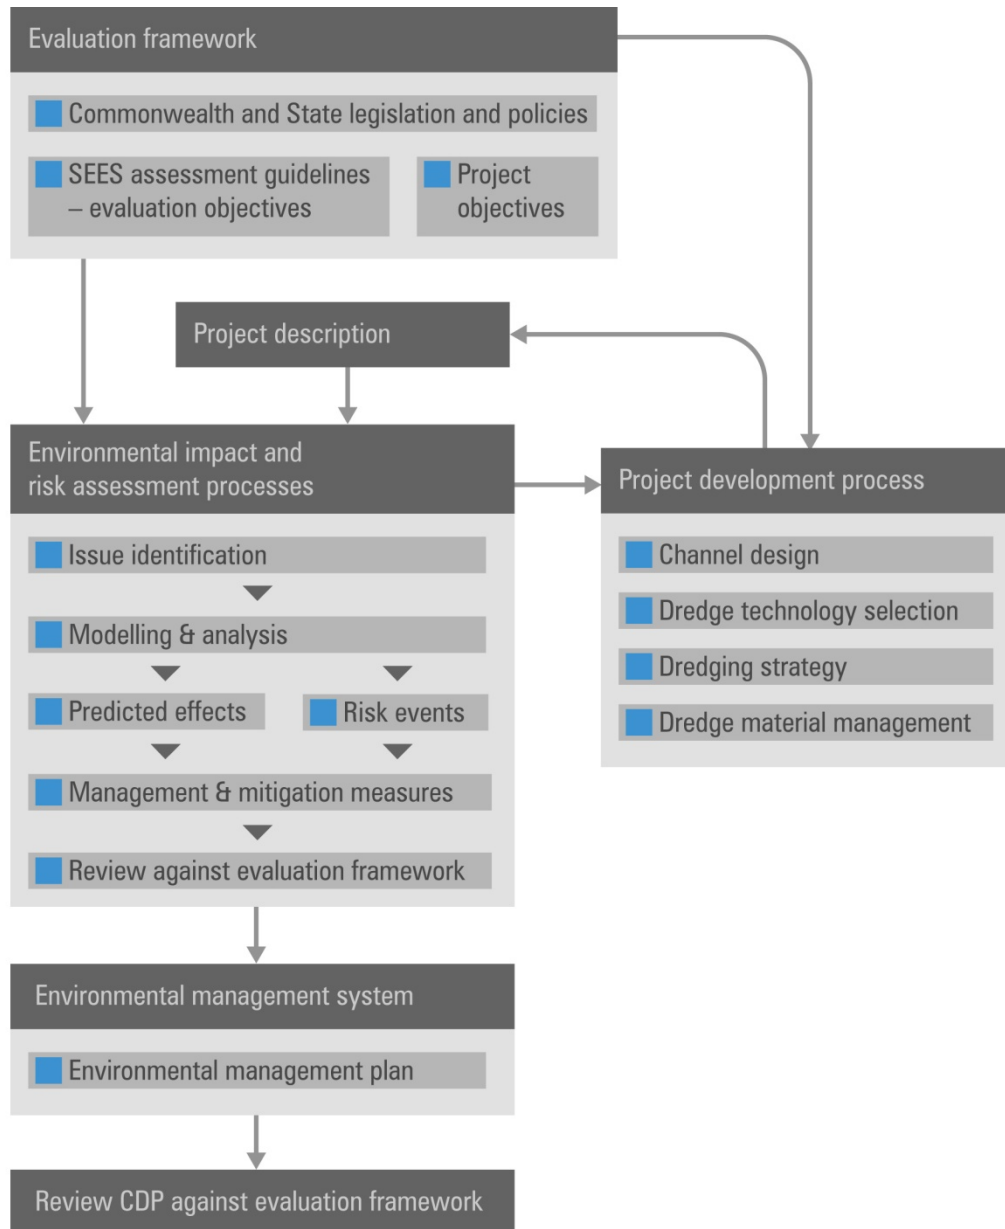 Evaluation framework
Commonwealth and State legislation and policies
SEES assessment guidelines
– evaluation objectives
Project
objectives
Project description
Environmental impact and
risk assessment processes
Issue identification
Modelling & analysis
Predicted effects
Risk events
Management & mitigation measures
Review against evaluation framework
Project development process
Channel design
Dredge technology selection
Dredging strategy
Dredge material management
Environmental management system
Environmental management plan
Review CDP against evaluation framework